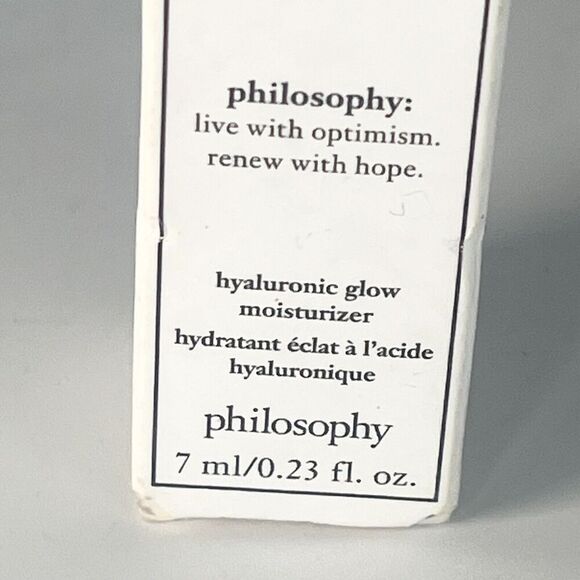 philosophy:
live with optimism.
renew with hope.
hyaluronic glow
moisturizer
hydratant éclat à l'acide
hyaluronique
philosophy
7 ml/0.23 fl. oz.